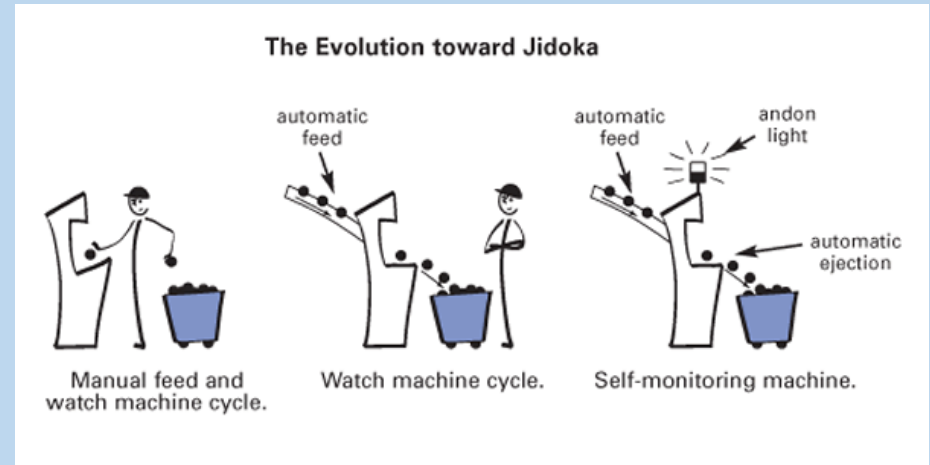 The Evolution toward Jidoka
automatic
feed
automatic
feed
andon
light
automatic
ejection
Manual feed and
watch machine cycle.
Watch machine cycle.
Self-monitoring machine.